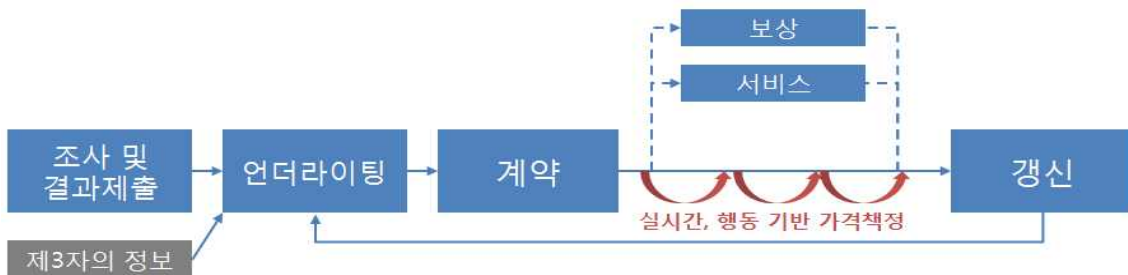 보상
서비스
조사 및
결과제출
언더라이팅
계약
갱신
실시간, 행동 기반 가격책정
제3자의 정보